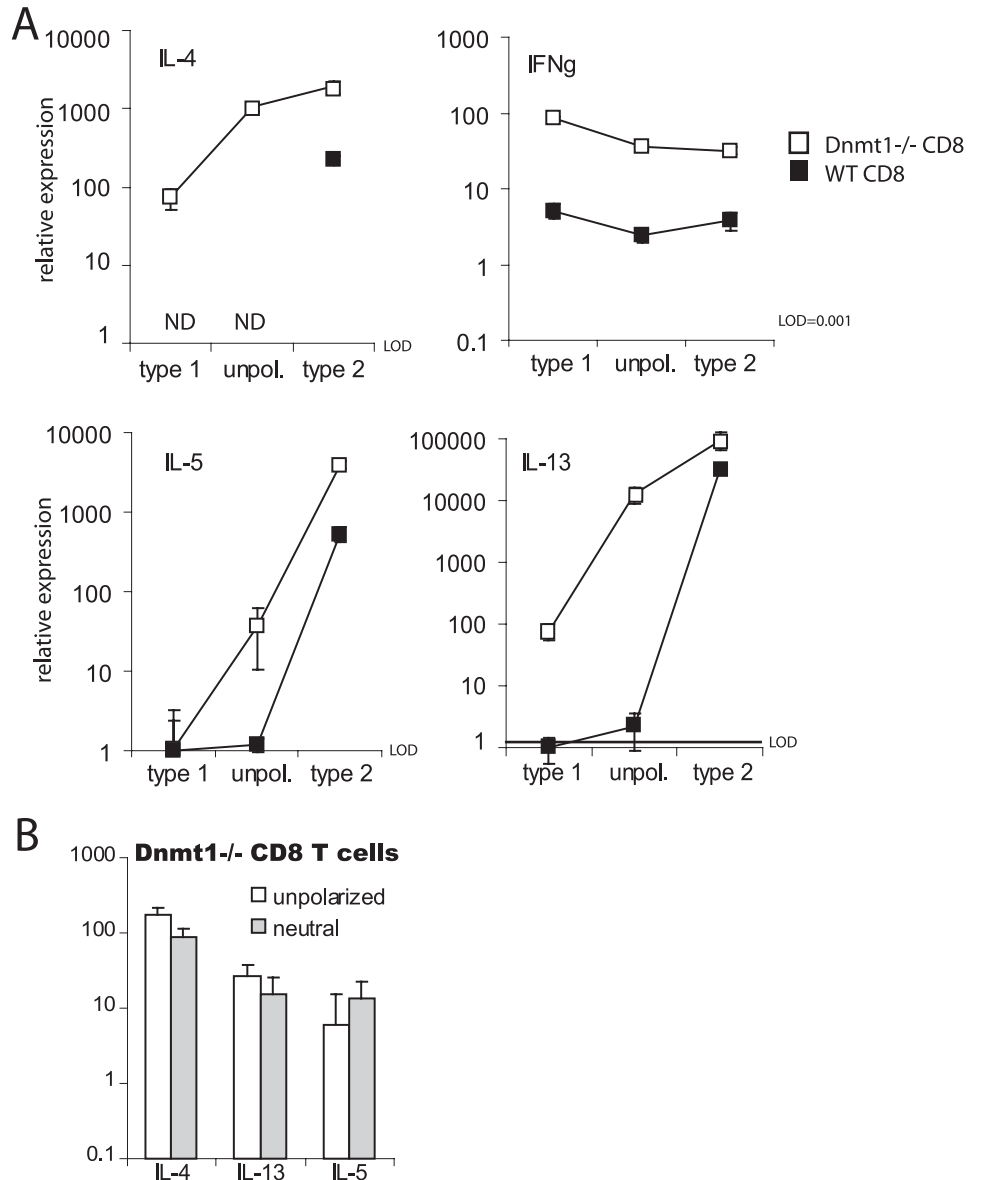 A
IL-4
10000
1000
100
10
1
relative expression
ND ND
LOD
type 1 unpol. type 2
IFNg
1000
100
10
1
0.1
LOD=0.001
type 1 unpol. type 2
Dnmt1-/- CD8
WT CD8
IL-5
10000
1000
100
10
1
relative expression
LOD
type 1 unpol. type 2
IL-13
100000
10000
1000
100
10
1
LOD
type 1 unpol. type 2
B
Dnmt1-/- CD8 T cells
unpolarized
neutral
1000
100
10
1
0.1
IL-4 IL-13 IL-5